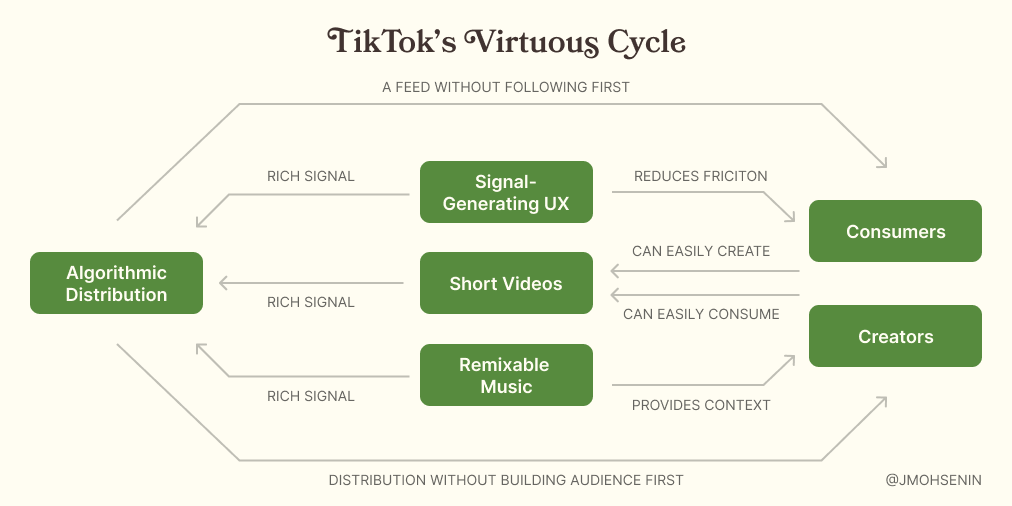 TikTok's Virtuous Cycle
A FEED WITHOUT FOLLOWING FIRST
RICH SIGNAL
Signal-
Generating UX
REDUCES FRICITON
Consumers
CAN EASILY CREATE
Algorithmic
Distribution
Short Videos
RICH SIGNAL
CAN EASILY CONSUME
Creators
Remixable
Music
RICH SIGNAL
PROVIDES CONTEXT
DISTRIBUTION WITHOUT BUILDING AUDIENCE FIRST
@JMOHSENIN